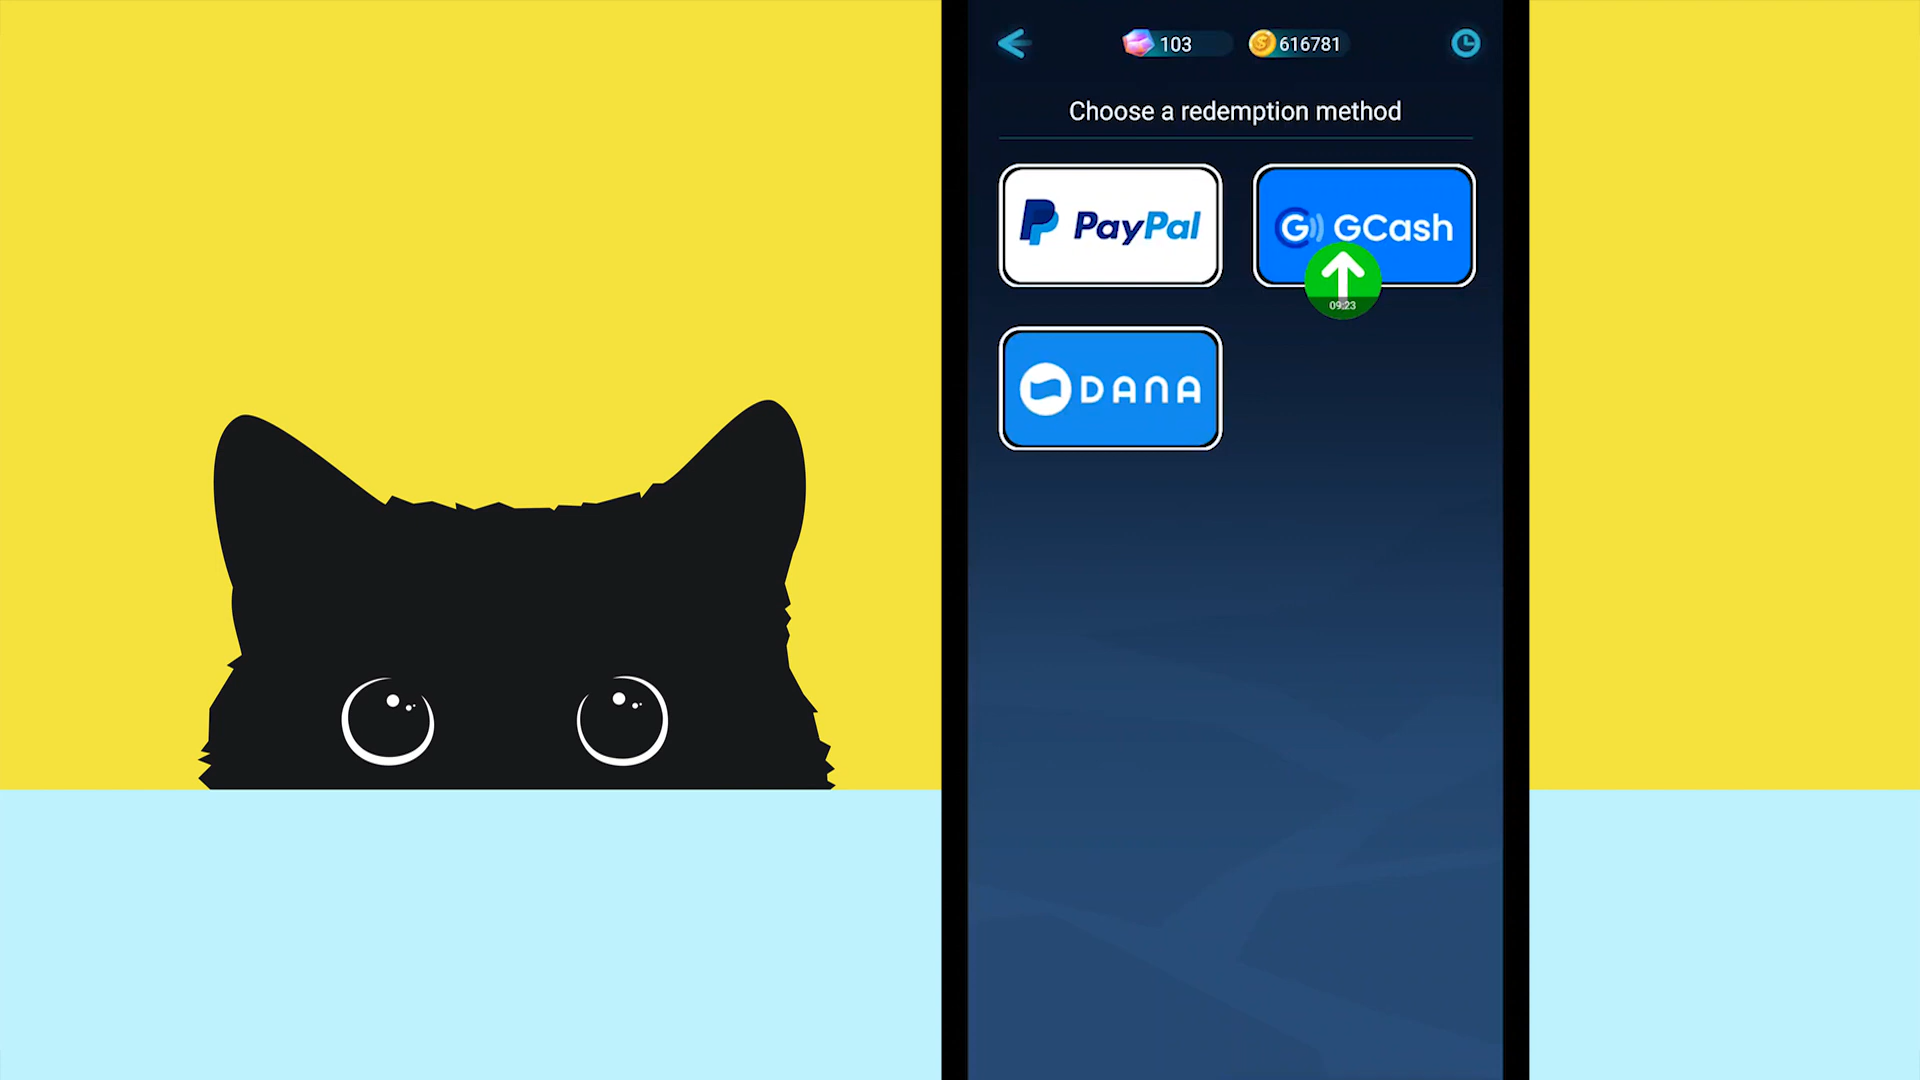 103
616781
Choose a redemption method
PayPal
GCash
09:23
DANA